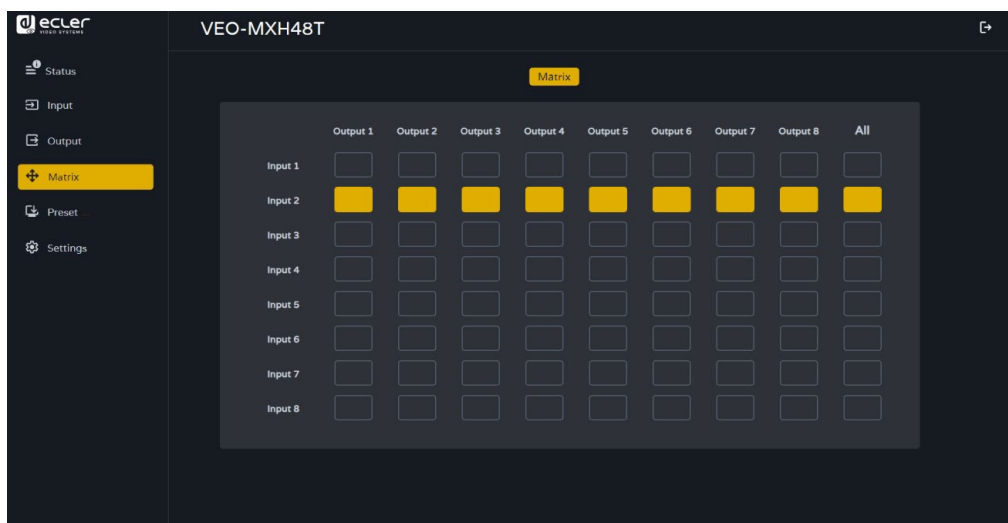 ecler
VIDEO SYSTEMS
VEO-MXH48T
Status
Input
Output
Matrix
Preset
Settings
Matrix
Output 1 Output 2 Output 3 Output 4 Output 5 Output 6 Output 7 Output 8 All
Input 1
Input 2
Input 3
Input 4
Input 5
Input 6
Input 7
Input 8